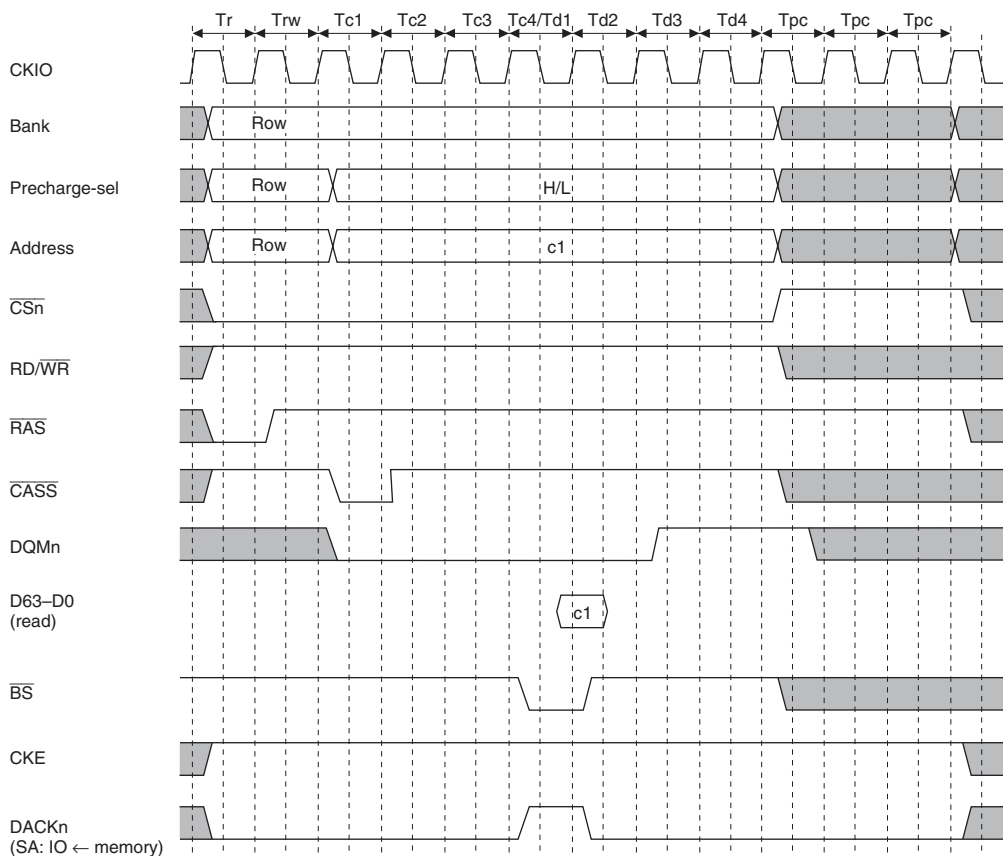 Tr Trw Tc1 Tc2 Tc3 Tc4/Td1 Td2 Td3 Td4 Tpc Tpc Tpc
CKIO
Bank Row
Precharge-sel Row H/L
Address Row c1
CSn
RD/WR
RAS
CASS
DQMn
D63–D0
(read) c1
BS
CKE
DACKn
(SA: IO ← memory)